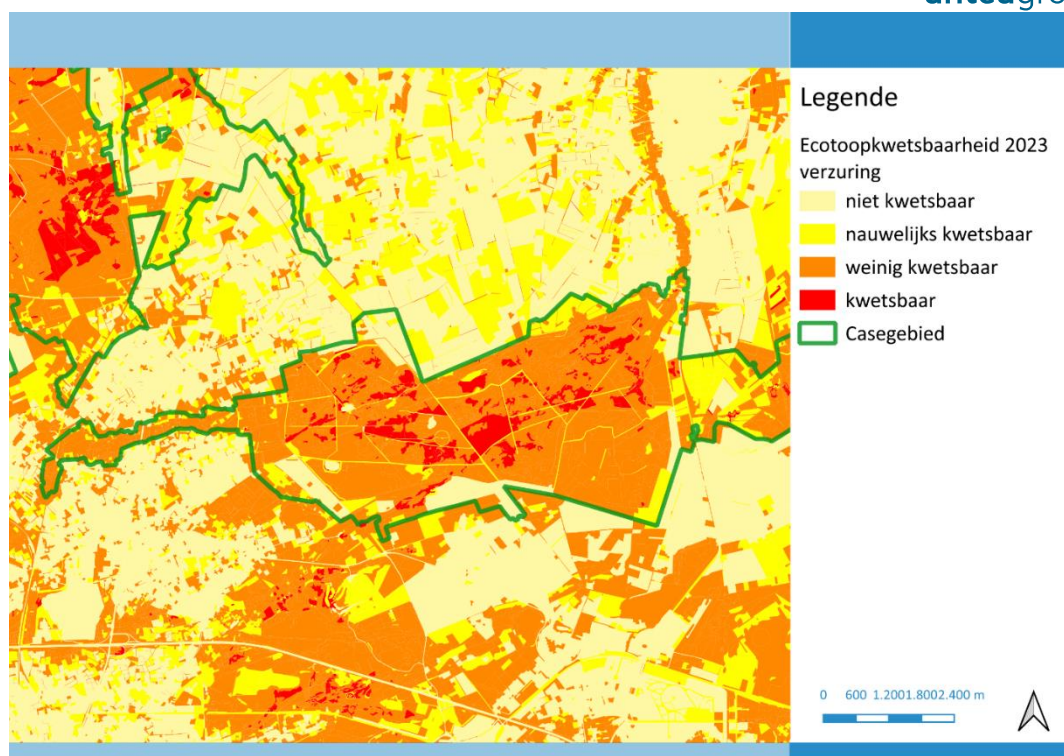 Legende
Ecotoopkwetsbaarheid 2023
verzuring
niet kwetsbaar
nauwelijks kwetsbaar
weinig kwetsbaar
kwetsbaar
Casegebied
0 600 1.2001.8002.400 m